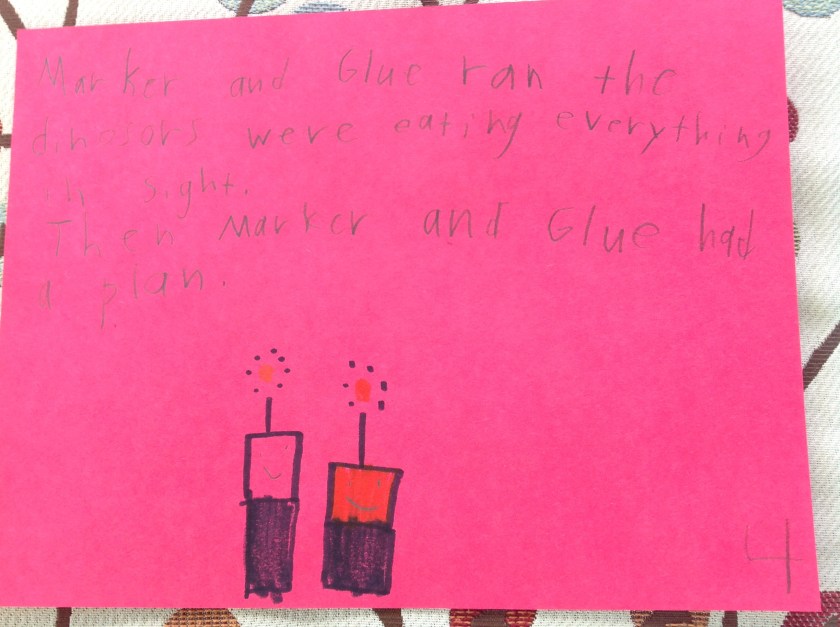 Marker and Glue ran the
dinosors were eating everything
in sight.
Then Marker and Glue had
a plan.
4